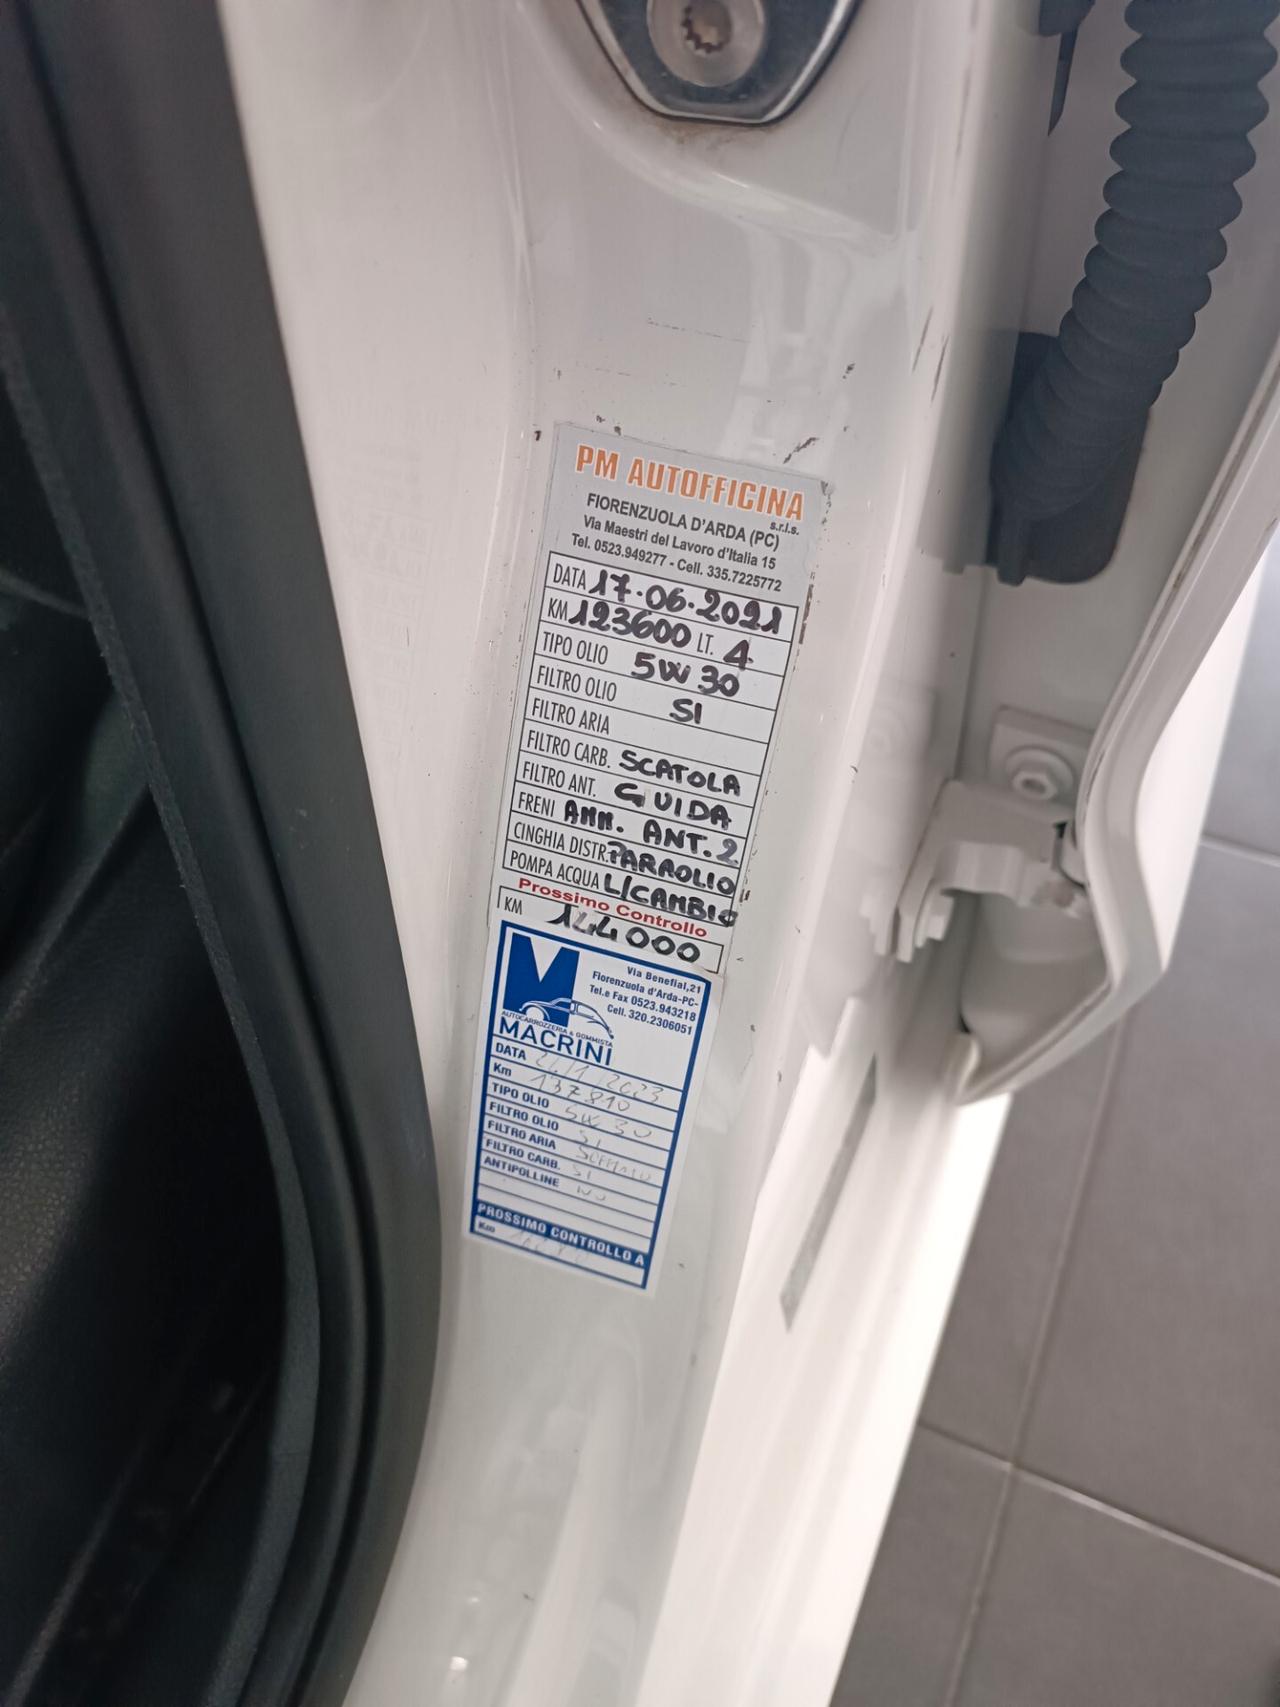 PM AUTOFFICINA
s.r.l.s.
FIORENZUOLA D'ARDA (PC)
Via Maestri del Lavoro d'Italia 15
Tel. 0523.949277 - Cell. 335.7225772
DATA 17.06.2021
KM 123600 LT. 4
TIPO OLIO 5W30
FILTRO OLIO SI
FILTRO ARIA
FILTRO CARB. SCATOLA
FILTRO ANT. GUIDA
FRENI AMM. ANT. 2
CINGHIA DISTR. PARAOLIO
POMPA ACQUA L/CAMBIO
Prossimo Controllo
KM 144000
Via Benefial,21
Fiorenzuola d'Arda-PC-
Tel.e Fax 0523.943218
Cell. 320.2306051
AUTOCARROZZERIA & GOMMISTA
MACRINI
DATA 24/1/2023
Km 137810
TIPO OLIO 5W30
FILTRO OLIO SI
FILTRO ARIA
FILTRO CARB. SI
ANTIPOLLINE NO
PROSSIMO CONTROLLO A
Km